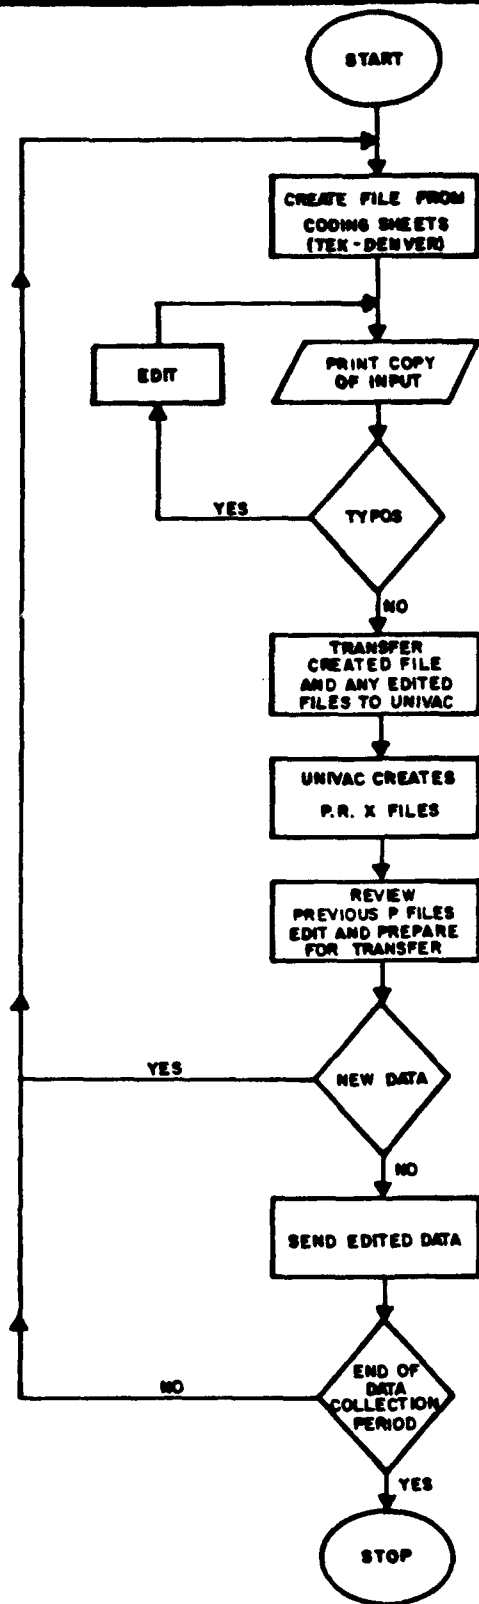 START
CREATE FILE FROM
CODING SHEETS
(TEK-DENVER)
EDIT
PRINT COPY
OF INPUT
YES
TYPOS
NO
TRANSFER
CREATED FILE
AND ANY EDITED
FILES TO UNIVAC
UNIVAC CREATES
P.R. X FILES
REVIEW
PREVIOUS P FILES
EDIT AND PREPARE
FOR TRANSFER
YES
NEW DATA
NO
SEND EDITED DATA
END OF
DATA
COLLECTION
PERIOD
NO
YES
STOP